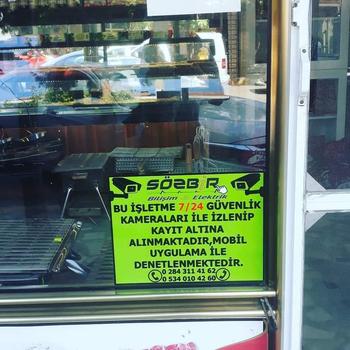 SÖZBİR
Bilişim Elektrik
BU İŞLETME 7/24 GÜVENLİK
KAMERALARI İLE İZLENİP
KAYIT ALTINA
ALINMAKTADIR,MOBİL
UYGULAMA İLE
DENETLENMEKTEDİR.
0 284 311 41 62
0 534 010 42 60